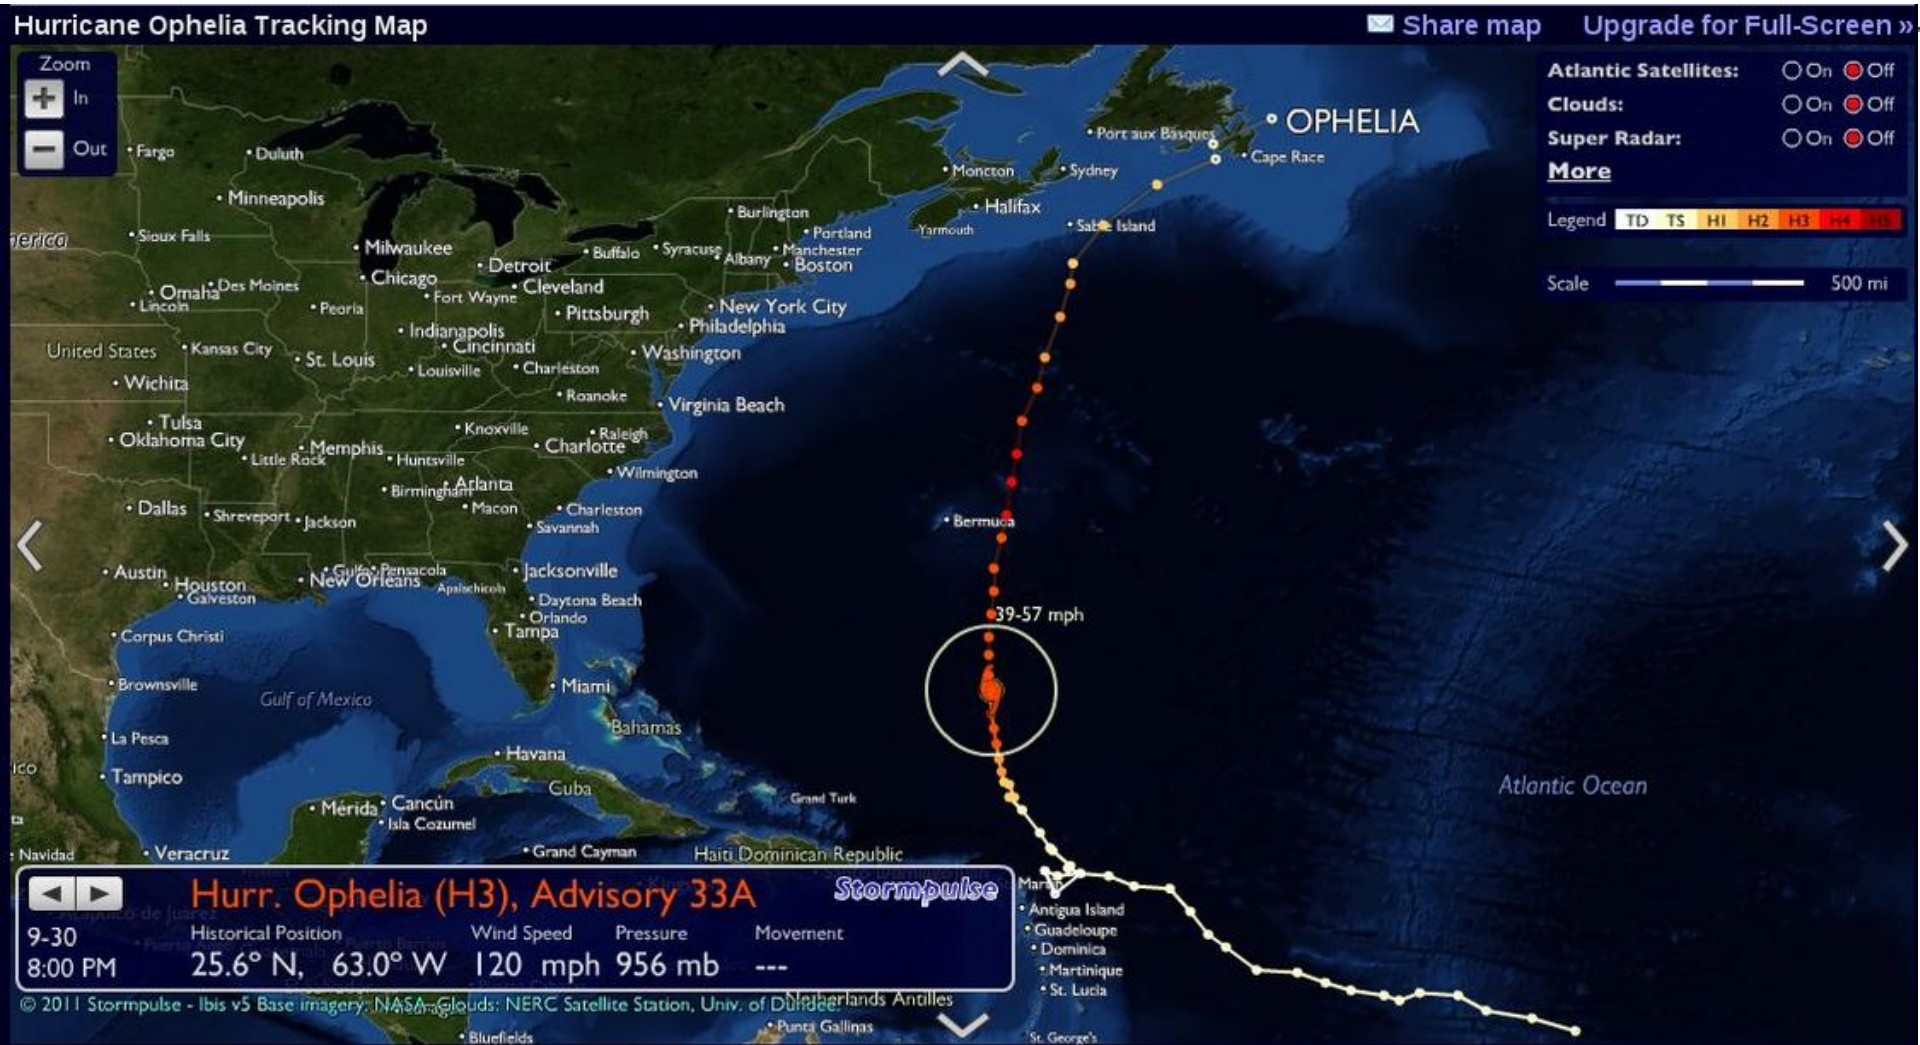 Hurricane Ophelia Tracking Map
Share map
Upgrade for Full-Screen »
Zoom
In
Out
Atlantic Satellites: On Off
Clouds: On Off
Super Radar: On Off
More
Legend TD TS H1 H2 H3 H4 H5
Scale 500 mi
OPHELIA
Port aux Basques
Cape Race
Fargo
Duluth
Moncton
Sydney
Minneapolis
Halifax
Burlington
Sable Island
Yarmouth
Portland
Sioux Falls
Milwaukee
Buffalo
Syracuse
Manchester
Albany
Boston
Detroit
Chicago
Cleveland
Omaha
Des Moines
Fort Wayne
Lincoln
Peoria
New York City
Pittsburgh
Philadelphia
Indianapolis
Cincinnati
United States
Kansas City
St. Louis
Washington
Louisville
Charleston
Wichita
Roanoke
Virginia Beach
Tulsa
Knoxville
Raleigh
Oklahoma City
Memphis
Charlotte
Little Rock
Huntsville
Wilmington
Atlanta
Birmingham
Dallas
Shreveport
Jackson
Macon
Charleston
Savannah
Bermuda
Austin
Houston
Galveston
New Orleans
Pensacola
Apalachicola
Jacksonville
Daytona Beach
Orlando
39-57 mph
Tampa
Corpus Christi
Brownsville
Miami
Gulf of Mexico
Bahamas
La Pesca
Havana
Tampico
Cuba
Atlantic Ocean
Mérida
Cancún
Isla Cozumel
Grand Turk
Navidad
Veracruz
Grand Cayman
Haiti
Dominican Republic
Hurr. Ophelia (H3), Advisory 33A
Stormpulse
9-30
8:00 PM
Historical Position
25.6° N, 63.0° W
Wind Speed
120 mph
Pressure
956 mb
Movement
---
Antigua Island
Guadeloupe
Dominica
Martinique
St. Lucia
© 2011 Stormpulse - Ibis v5 Base imagery: NASA Clouds: NERC Satellite Station, Univ. of Dundee.
Netherlands Antilles
Punta Gallinas
Bluefields
St. George's